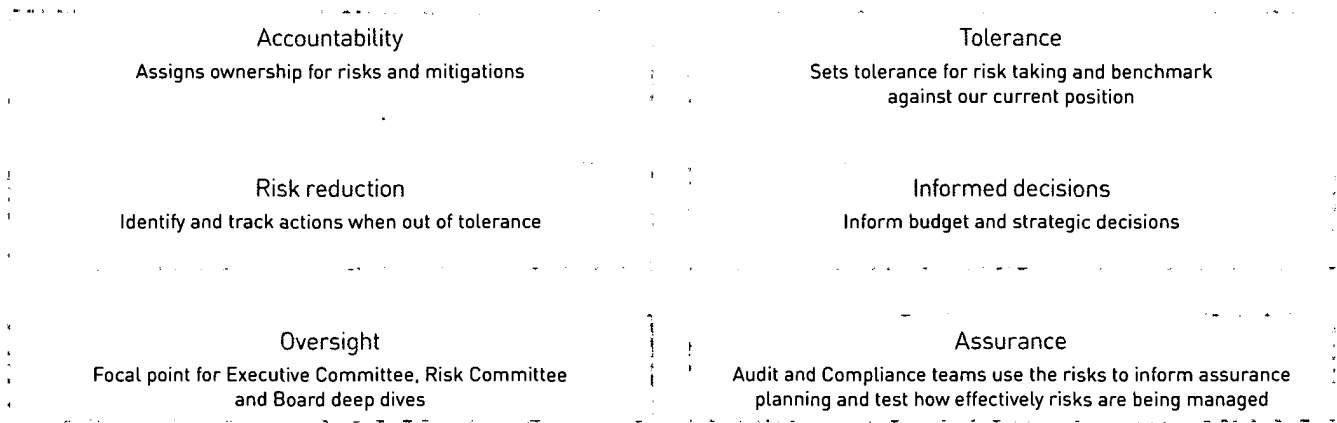 Accountability
Assigns ownership for risks and mitigations
Tolerance
Sets tolerance for risk taking and benchmark
against our current position
Risk reduction
Identify and track actions when out of tolerance
Informed decisions
Inform budget and strategic decisions
Oversight
Focal point for Executive Committee, Risk Committee
and Board deep dives
Assurance
Audit and Compliance teams use the risks to inform assurance
planning and test how effectively risks are being managed